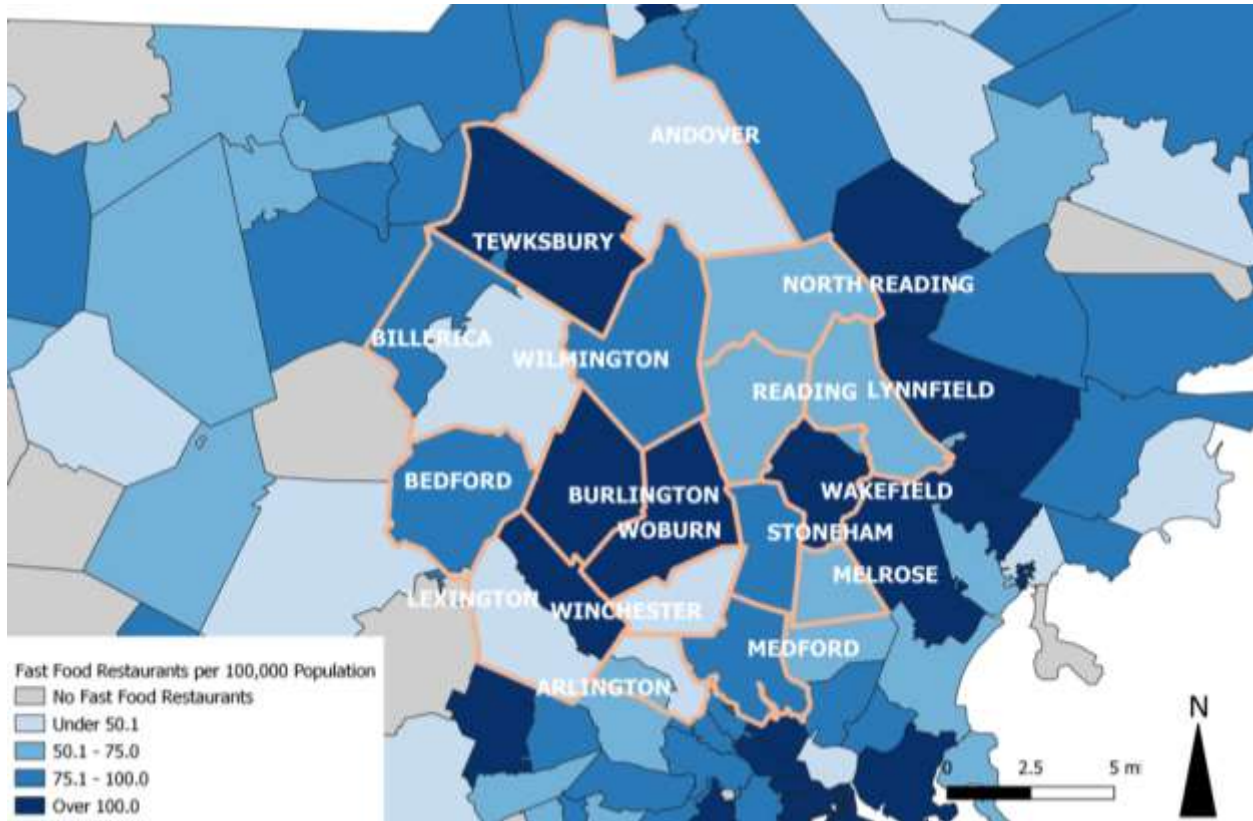 ANDOVER
TEWKSBURY
NORTH READING
BILLERICA
WILMINGTON
READING
LYNNFIELD
BEDFORD
BURLINGTON
WAKEFIELD
WOBURN
STONEHAM
MELROSE
LEXINGTON
WINCHESTER
MEDFORD
ARLINGTON
Fast Food Restaurants per 100,000 Population
No Fast Food Restaurants
Under 50.1
50.1 - 75.0
75.1 - 100.0
Over 100.0
N
0 2.5 5 m